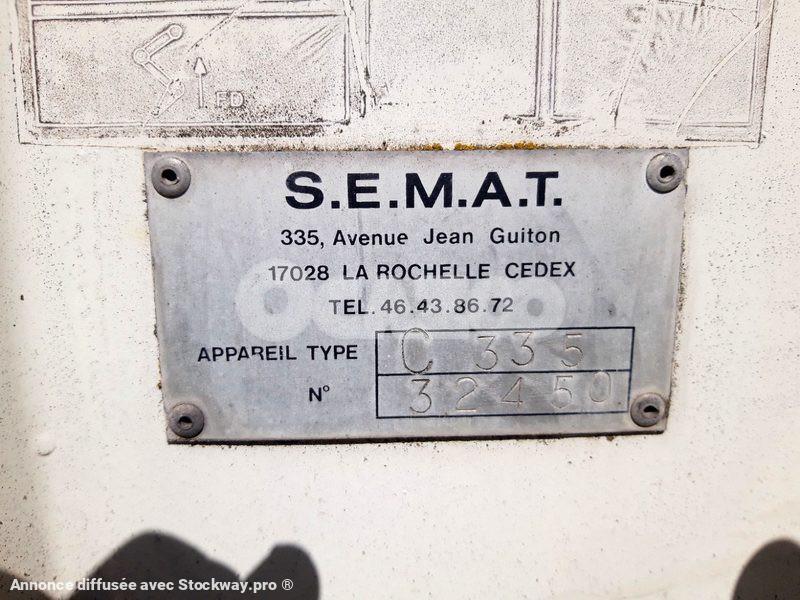 FD
S.E.M.A.T.
335, Avenue Jean Guiton
17028 LA ROCHELLE CEDEX
TEL. 46.43.86.72
APPAREIL TYPE C 335
N° 32450
Annonce diffusée avec Stockway.pro ®